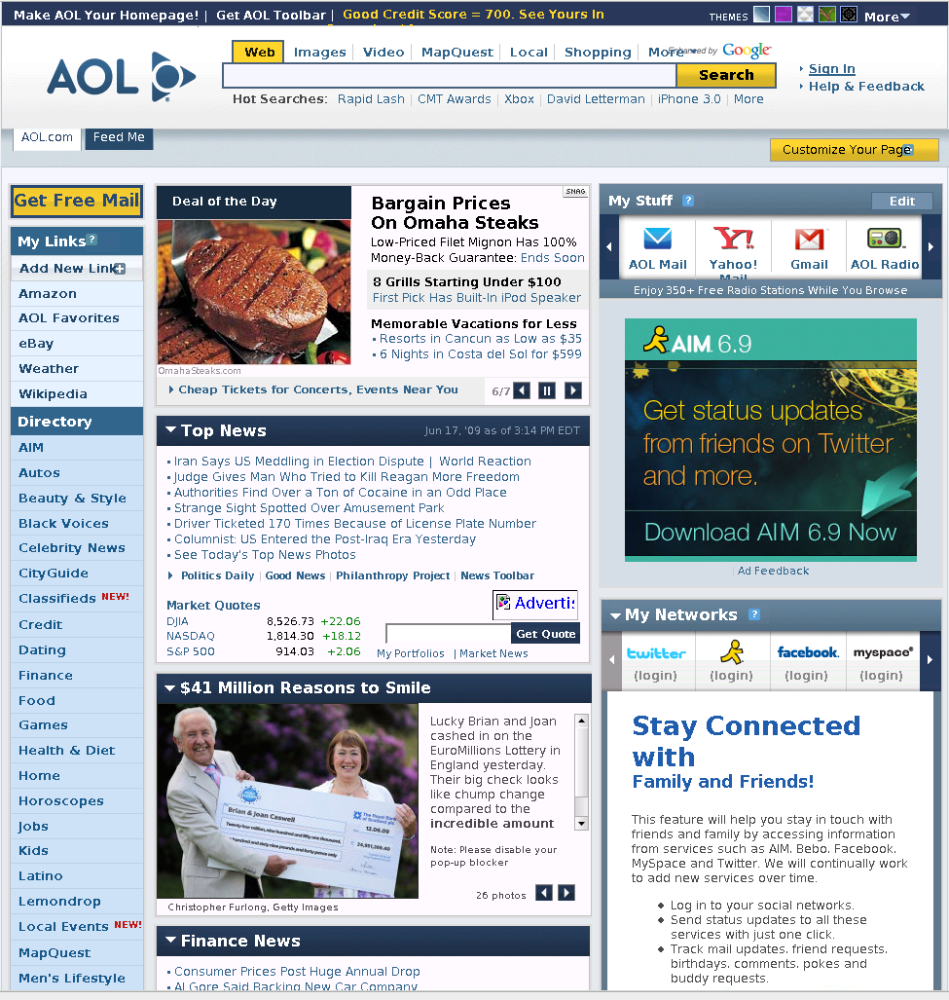 Make AOL Your Homepage! | Get AOL Toolbar | Good Credit Score = 700. See Yours In
THEMES More
Web Images Video MapQuest Local Shopping More Enhanced by Google
AOL
Search
Sign In
Help & Feedback
Hot Searches: Rapid Lash CMT Awards Xbox David Letterman iPhone 3.0 More
AOL.com Feed Me
Customize Your Page
Get Free Mail
My Links ?
Add New Link
Amazon
AOL Favorites
eBay
Weather
Wikipedia
Directory
AIM
Autos
Beauty & Style
Black Voices
Celebrity News
CityGuide
Classifieds NEW!
Credit
Dating
Finance
Food
Games
Health & Diet
Home
Horoscopes
Jobs
Kids
Latino
Lemondrop
Local Events NEW!
MapQuest
Men's Lifestyle
Deal of the Day
SNAG
Bargain Prices
On Omaha Steaks
Low-Priced Filet Mignon Has 100%
Money-Back Guarantee: Ends Soon
8 Grills Starting Under $100
First Pick Has Built-In iPod Speaker
Memorable Vacations for Less
Resorts in Cancun as Low as $35
6 Nights in Costa del Sol for $599
OmahaSteaks.com
Cheap Tickets for Concerts, Events Near You
6/7
Top News
Jun 17, '09 as of 3:14 PM EDT
Iran Says US Meddling in Election Dispute | World Reaction
Judge Gives Man Who Tried to Kill Reagan More Freedom
Authorities Find Over a Ton of Cocaine in an Odd Place
Strange Sight Spotted Over Amusement Park
Driver Ticketed 170 Times Because of License Plate Number
Columnist: US Entered the Post-Iraq Era Yesterday
See Today's Top News Photos
Politics Daily | Good News | Philanthropy Project | News Toolbar
Market Quotes
DJIA 8,526.73 +22.06
NASDAQ 1,814.30 +18.12
S&P 500 914.03 +2.06
Adverti
Get Quote
My Portfolios | Market News
$41 Million Reasons to Smile
Brian & Joan Caswell
The Royal Bank
of Scotland plc
12.06.09
Lucky Brian and Joan
cashed in on the
EuroMillions Lottery in
England yesterday.
Their big check looks
like chump change
compared to the
incredible amount
Note: Please disable your
pop-up blocker
26 photos
Christopher Furlong, Getty Images
Finance News
Consumer Prices Post Huge Annual Drop
Al Gore Said Backing New Car Company
My Stuff ?
Edit
AOL Mail
Yahoo!
Mail
Gmail
AOL Radio
Enjoy 350+ Free Radio Stations While You Browse
AIM 6.9
Get status updates
from friends on Twitter
and more.
Download AIM 6.9 Now
Ad Feedback
My Networks ?
twitter facebook. myspace
(login) (login) (login) (login)
Stay Connected
with
Family and Friends!
This feature will help you stay in touch with
friends and family by accessing information
from services such as AIM, Bebo, Facebook,
MySpace and Twitter. We will continually work
to add new services over time.
Log in to your social networks.
Send status updates to all these
services with just one click.
Track mail updates, friend requests,
birthdays, comments, pokes and
buddy requests.